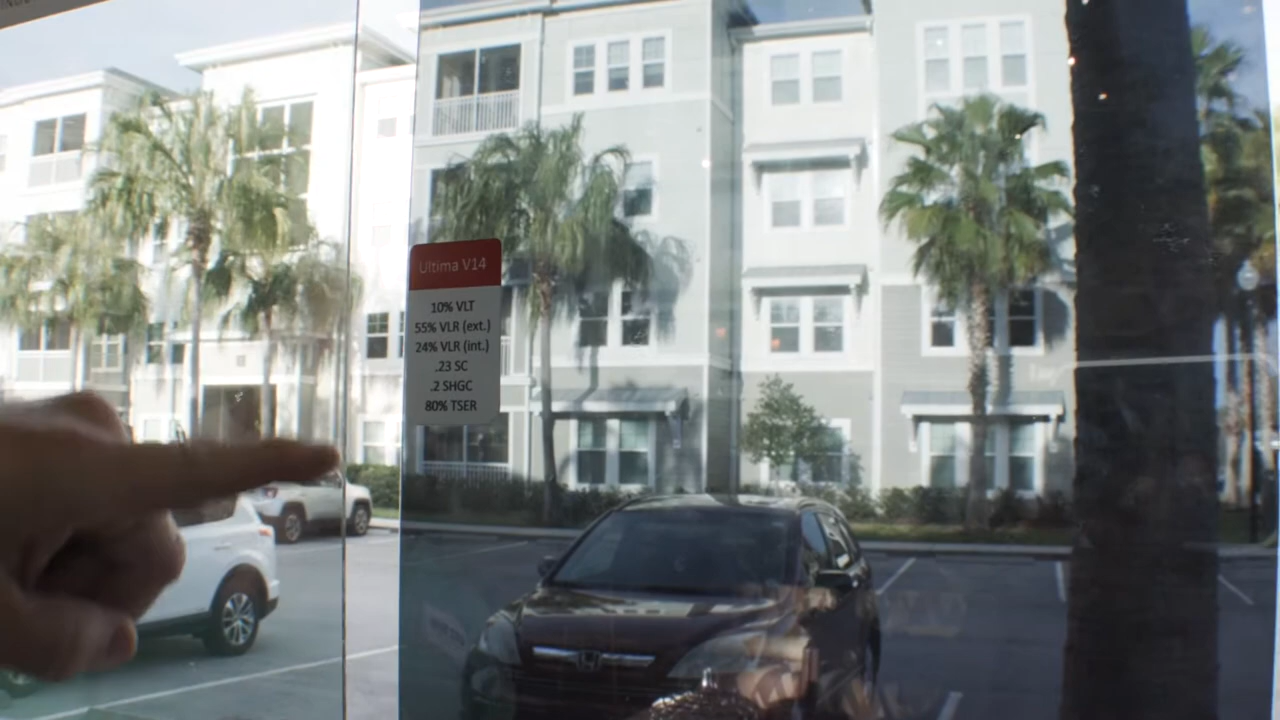 Ultima V14
10% VLT
55% VLR (ext.)
24% VLR (int.)
.23 SC
.2 SHGC
80% TSER